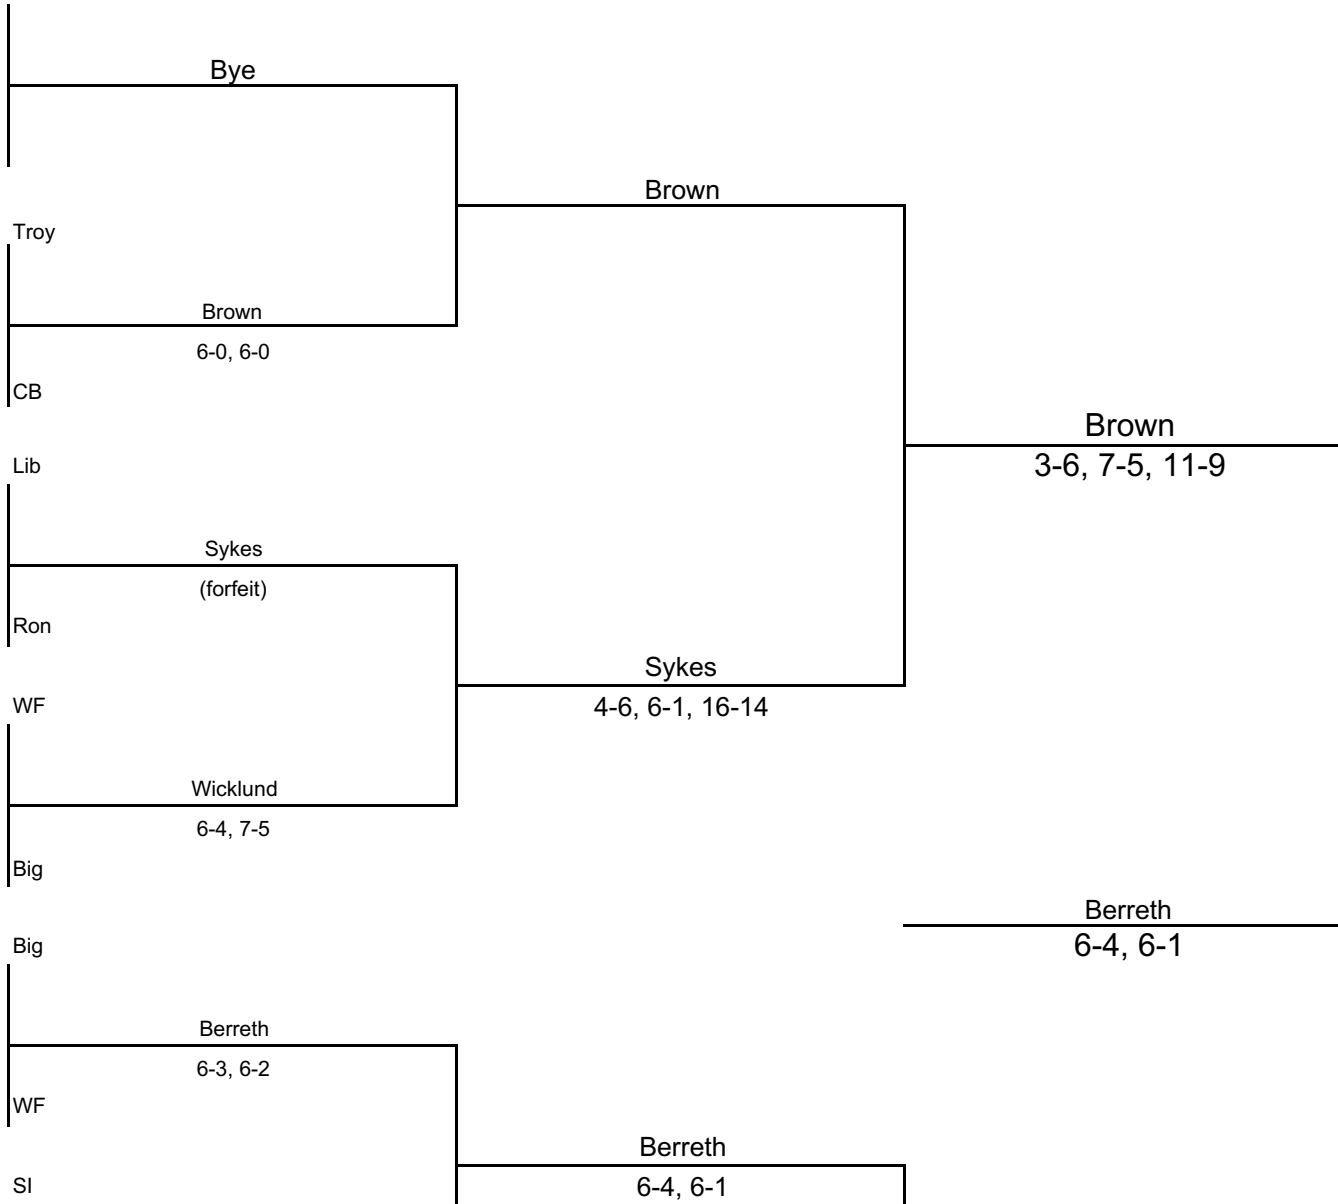 Bye
Brown
Troy
Brown
6-0, 6-0
CB
Brown
3-6, 7-5, 11-9
Lib
Sykes
(forfeit)
Ron
Sykes
4-6, 6-1, 16-14
WF
Wicklund
6-4, 7-5
Big
Berreth
6-4, 6-1
Big
Berreth
6-3, 6-2
WF
Berreth
6-4, 6-1
SI